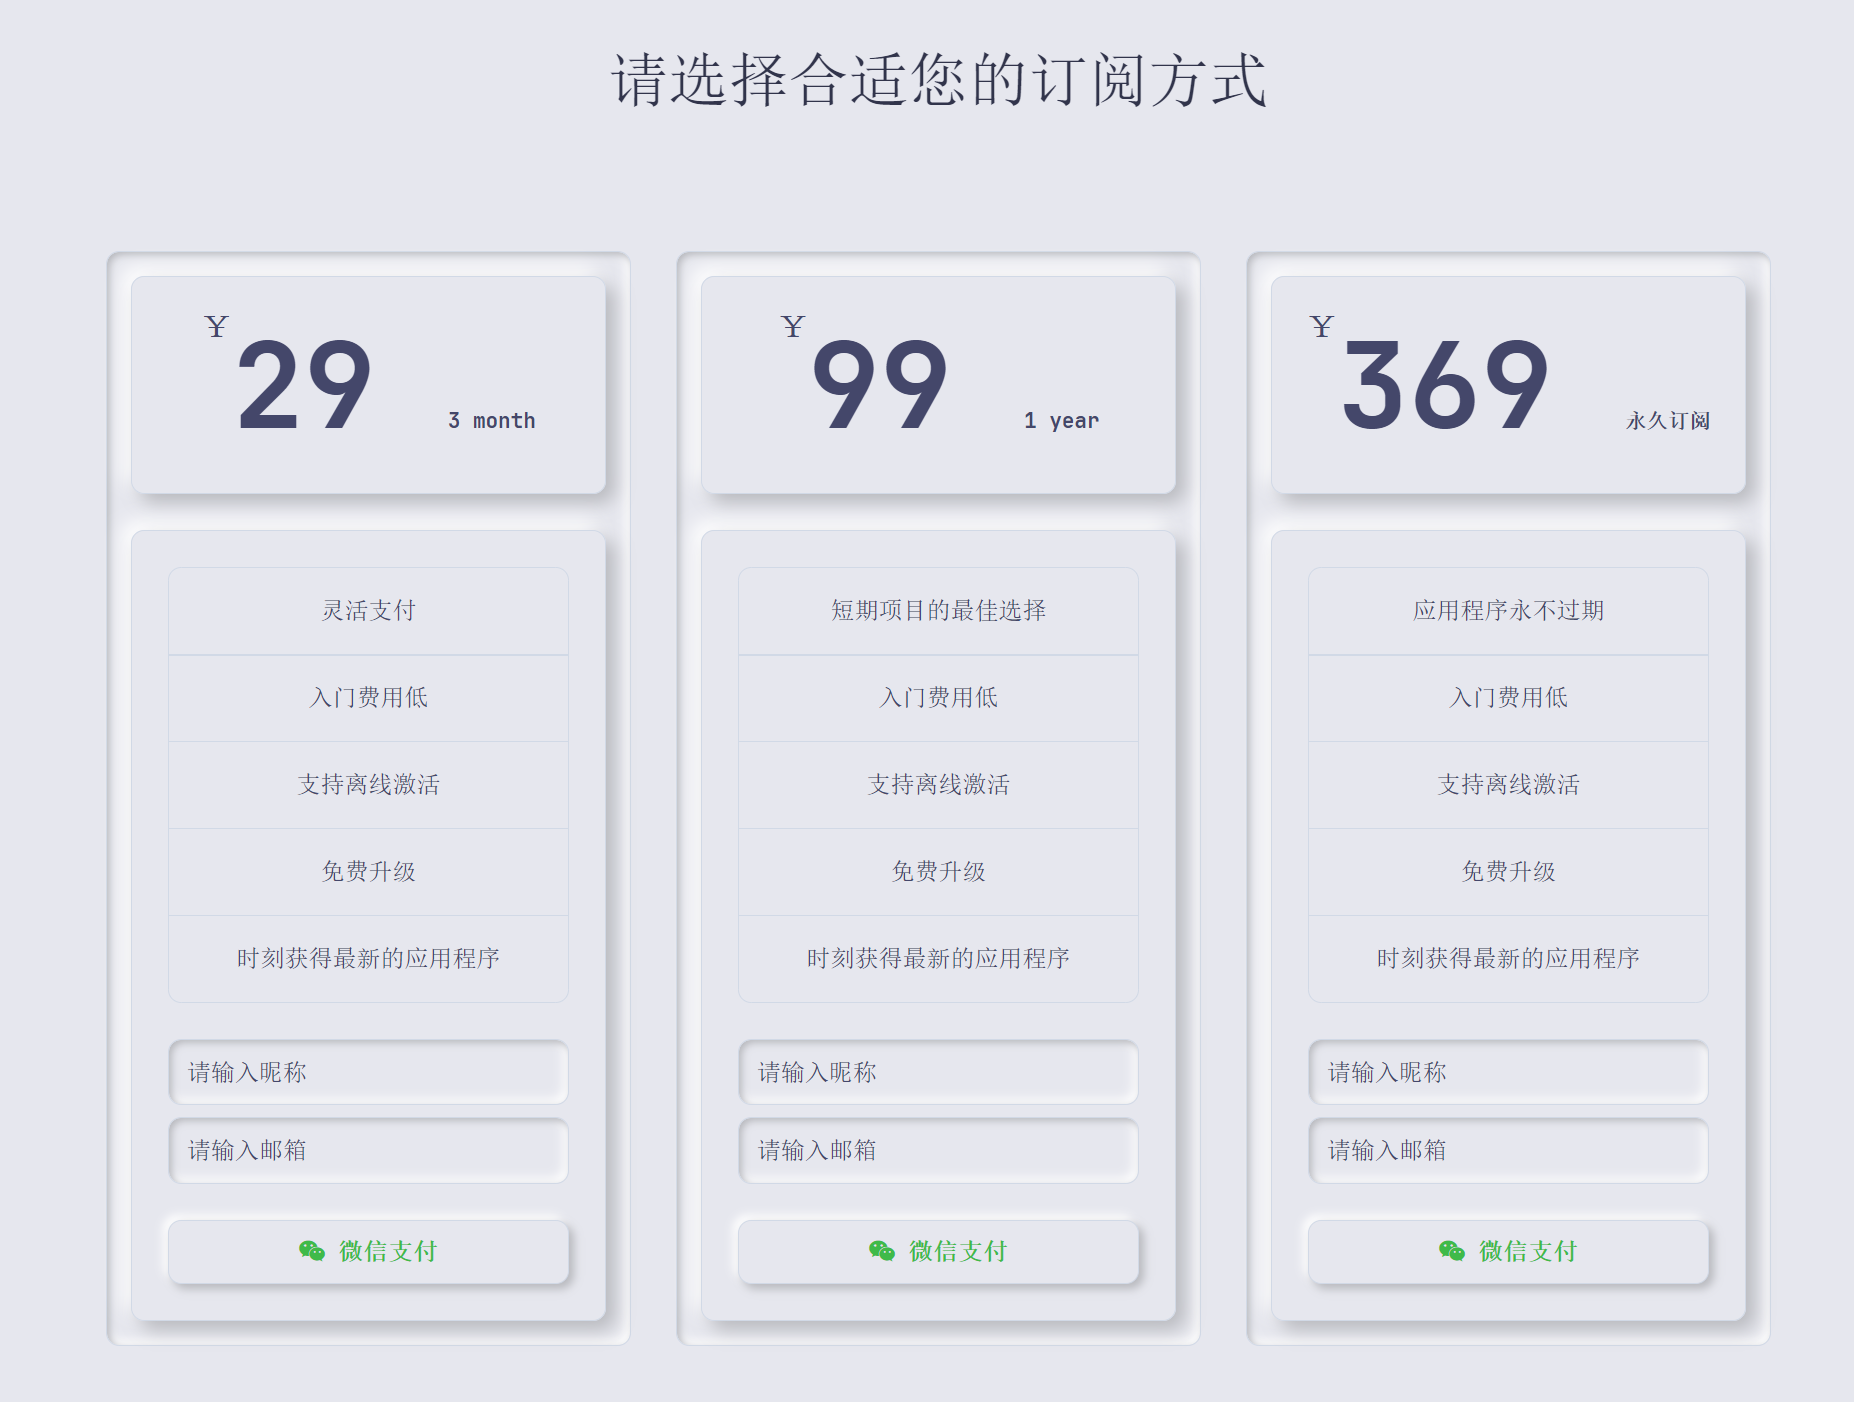 请选择合适您的订阅方式
¥
29
3 month
灵活支付
入门费用低
支持离线激活
免费升级
时刻获得最新的应用程序
请输入昵称
请输入邮箱
微信支付
¥
99
1 year
短期项目的最佳选择
入门费用低
支持离线激活
免费升级
时刻获得最新的应用程序
请输入昵称
请输入邮箱
微信支付
¥
369
永久订阅
应用程序永不过期
入门费用低
支持离线激活
免费升级
时刻获得最新的应用程序
请输入昵称
请输入邮箱
微信支付